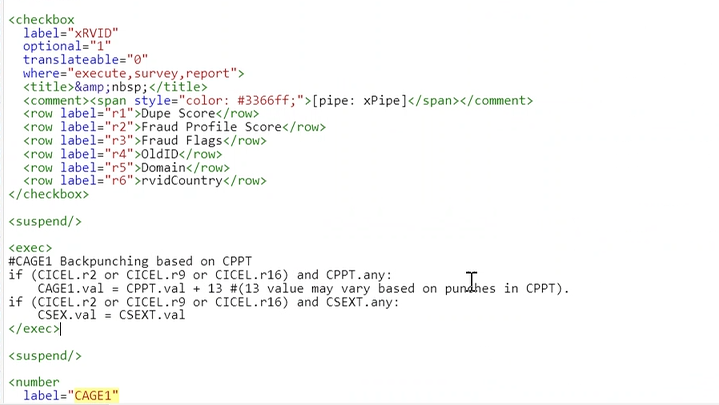 <checkbox
label="xRVID"
optional="1"
translateable="0"
where="execute,survey,report">
<title>&amp;nbsp;</title>
<comment><span style="color: #3366ff;">[pipe: xPipe]</span></comment>
<row label="r1">Dupe Score</row>
<row label="r2">Fraud Profile Score</row>
<row label="r3">Fraud Flags</row>
<row label="r4">OldID</row>
<row label="r5">Domain</row>
<row label="r6">rvidCountry</row>
</checkbox>
<suspend/>
<exec>
#CAGE1 Backpunching based on CPPT
if (CICEL.r2 or CICEL.r9 or CICEL.r16) and CPPT.any:
CAGE1.val = CPPT.val + 13 #(13 value may vary based on punches in CPPT).
if (CICEL.r2 or CICEL.r9 or CICEL.r16) and CSEXT.any:
CSEX.val = CSEXT.val
</exec>
<suspend/>
<number
label="CAGE1"